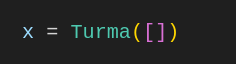 x = Turma([])